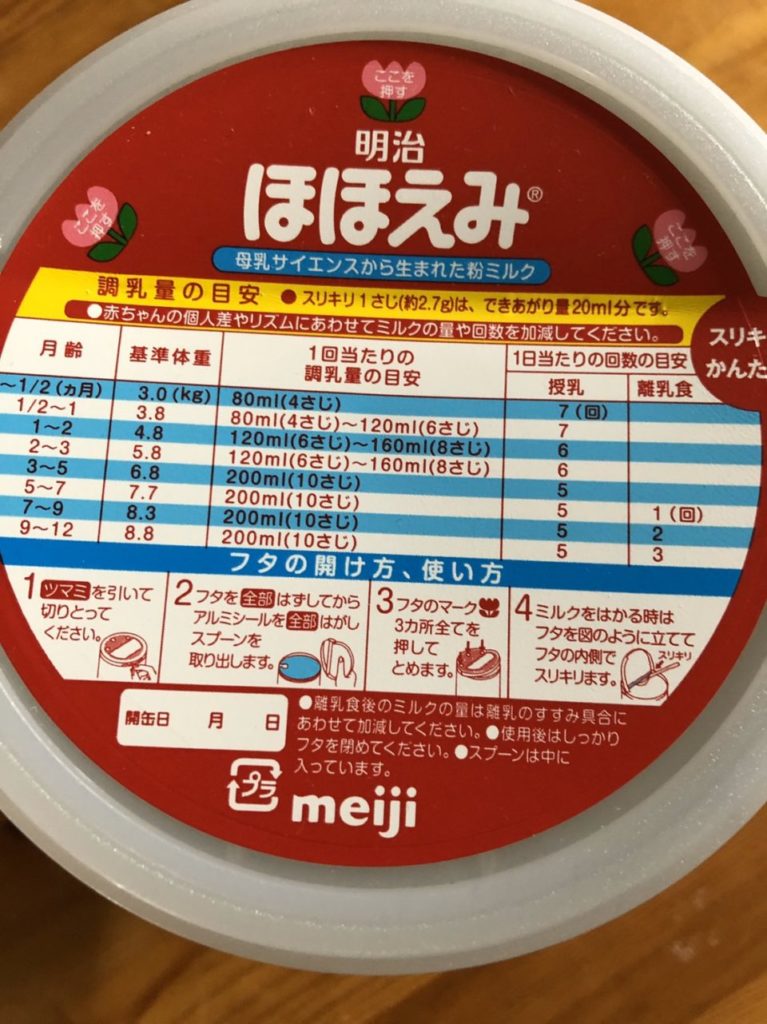 ここを
押す
明治
ほほえみ®
ここを
押す
ここを
押す
母乳サイエンスから生まれた粉ミルク
調乳量の目安 ●スリキリ1さじ(約2.7g)は、できあがり量20ml分です。
●赤ちゃんの個人差やリズムにあわせてミルクの量や回数を加減してください。
スリキ
かんた
月齢 基準体重 1回当たりの調乳量の目安 1日当たりの回数の目安
授乳 離乳食
~1/2(カ月) 3.0(kg) 80ml(4さじ) 7(回)
1/2~1 3.8 80ml(4さじ)~120ml(6さじ) 7
1~2 4.8 120ml(6さじ)~160ml(8さじ) 6
2~3 5.8 120ml(6さじ)~160ml(8さじ) 6
3~5 6.8 200ml(10さじ) 5
5~7 7.7 200ml(10さじ) 5 1(回)
7~9 8.3 200ml(10さじ) 5 2
9~12 8.8 200ml(10さじ) 5 3
フタの開け方、使い方
1 ツマミを引いて
切りとって
ください。
2 フタを全部はずしてから
アルミシールを全部はがし
スプーンを
取り出します。
3 フタのマーク
3カ所全てを
押して
とめます。
4 ミルクをはかる時は
フタを図のように立てて
フタの内側で
スリキリます。
スリキリ
開缶日 月 日
●離乳食後のミルクの量は離乳のすすみ具合に
あわせて加減してください。●使用後はしっかり
フタを閉めてください。●スプーンは中に
入っています。
プラ
meiji